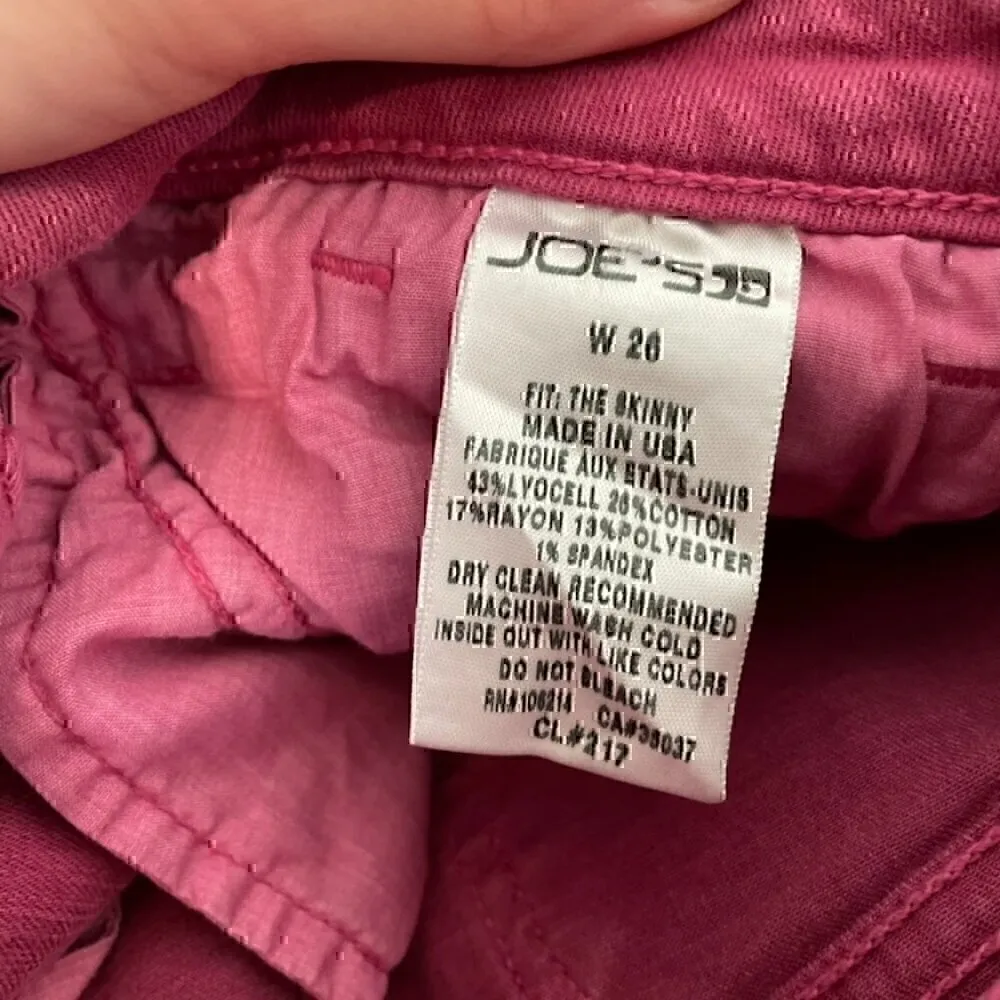 JOE'S
W 26
FIT: THE SKINNY
MADE IN USA
FABRIQUE AUX ETATS-UNIS
43%LYOCELL 26%COTTON
17%RAYON 13%POLYESTER
1% SPANDEX
DRY CLEAN RECOMMENDED
MACHINE WASH COLD
INSIDE OUT WITH LIKE COLORS
DO NOT BLEACH
RN#106214 CA#38037
CL#217